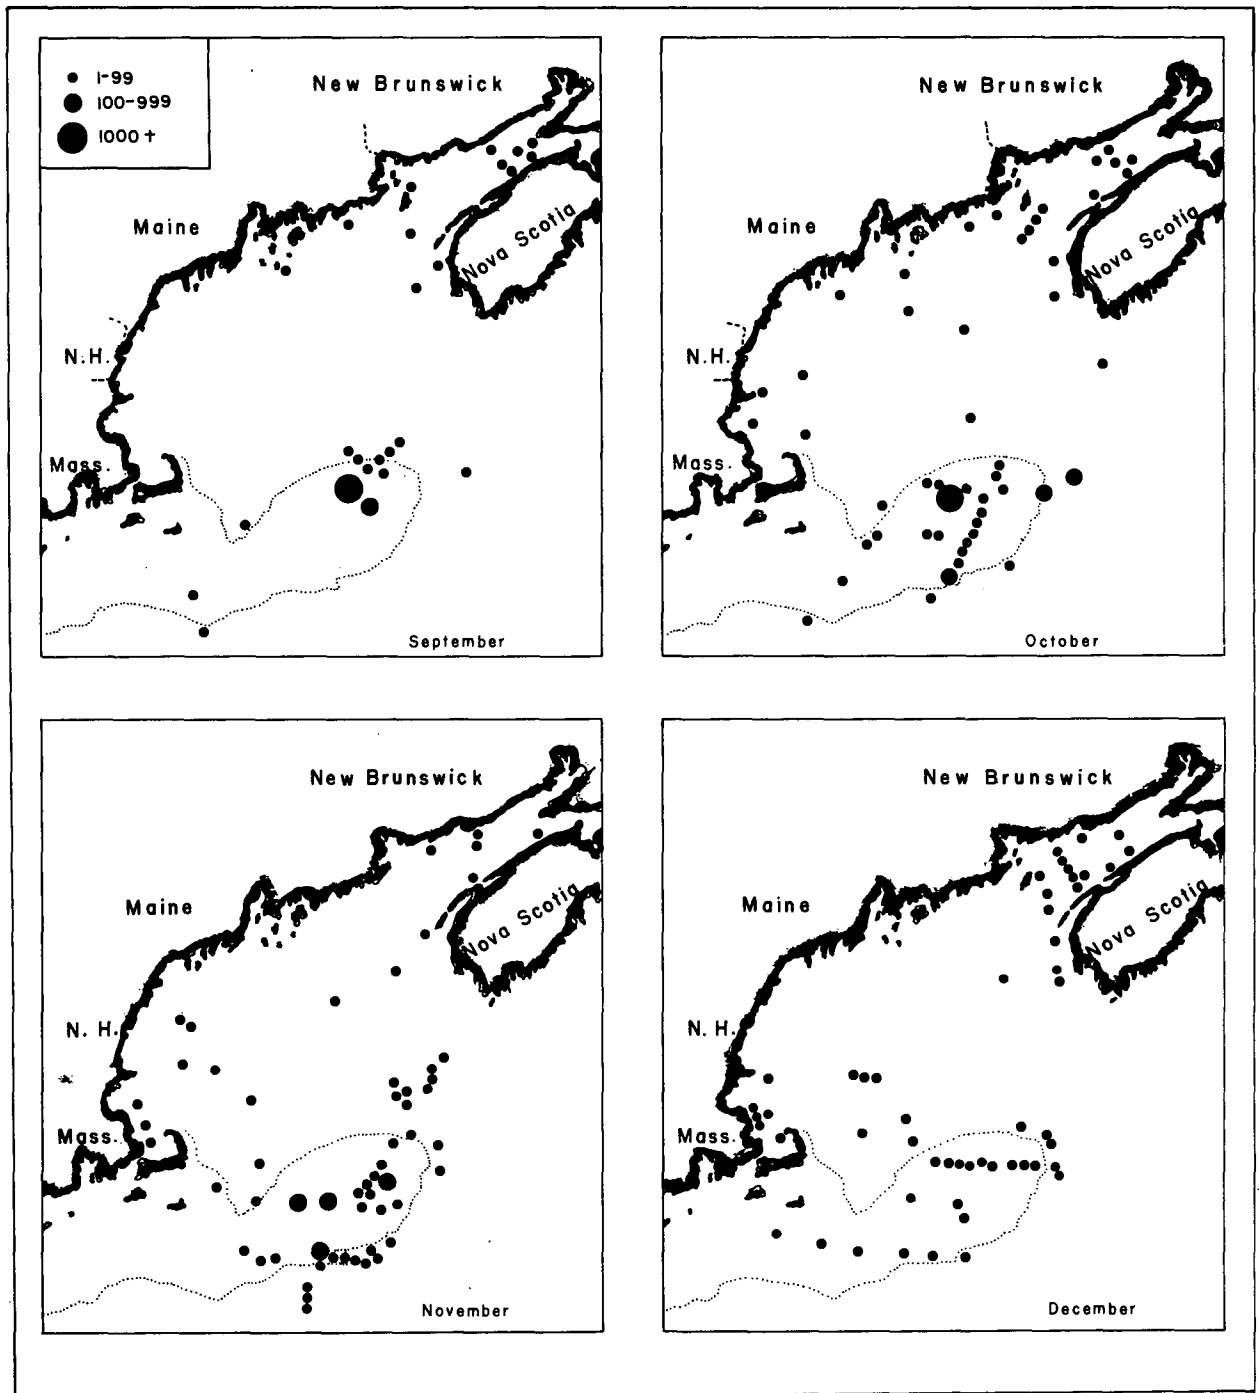 1-99
100-999
1000 +
New Brunswick
Maine
Nova Scotia
N.H.
Mass.
September
New Brunswick
Maine
Nova Scotia
N.H.
Mass.
October
New Brunswick
Maine
Nova Scotia
N. H.
Mass.
November
New Brunswick
Maine
Nova Scotia
N. H.
Mass.
December